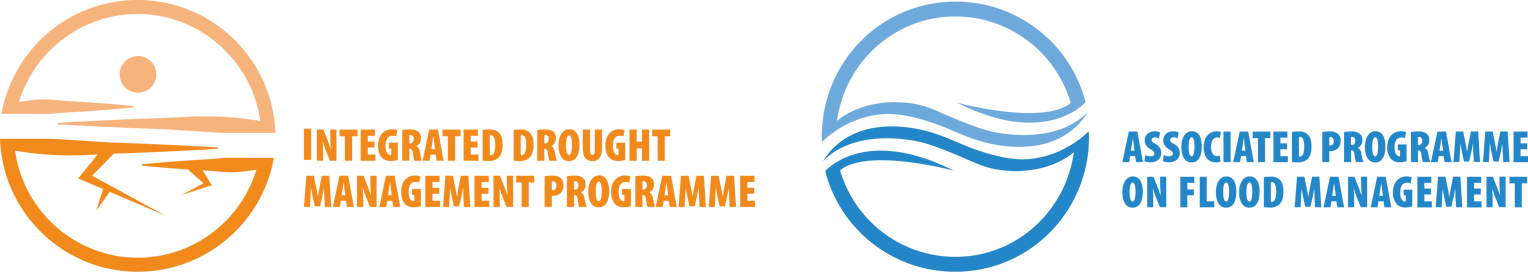 INTEGRATED DROUGHT
MANAGEMENT PROGRAMME
ASSOCIATED PROGRAMME
ON FLOOD MANAGEMENT